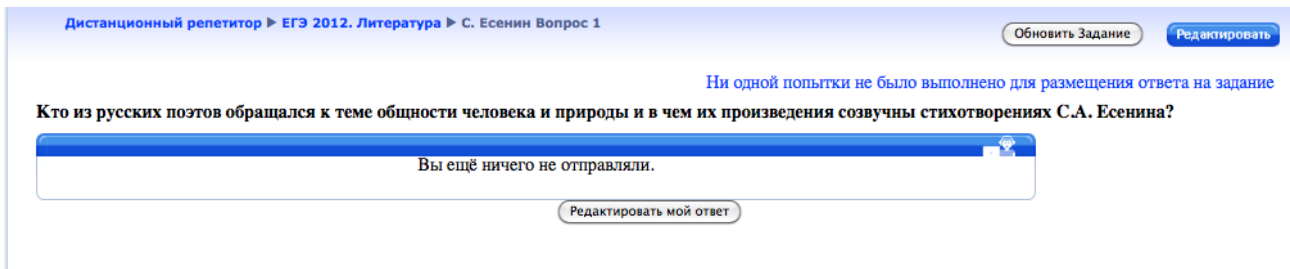 Дистанционный репетитор ▶ ЕГЭ 2012. Литература ▶ С. Есенин Вопрос 1
Обновить Задание
Редактировать
Ни одной попытки не было выполнено для размещения ответа на задание
Кто из русских поэтов обращался к теме общности человека и природы и в чем их произведения созвучны стихотворениях С.А. Есенина?
Вы ещё ничего не отправляли.
Редактировать мой ответ